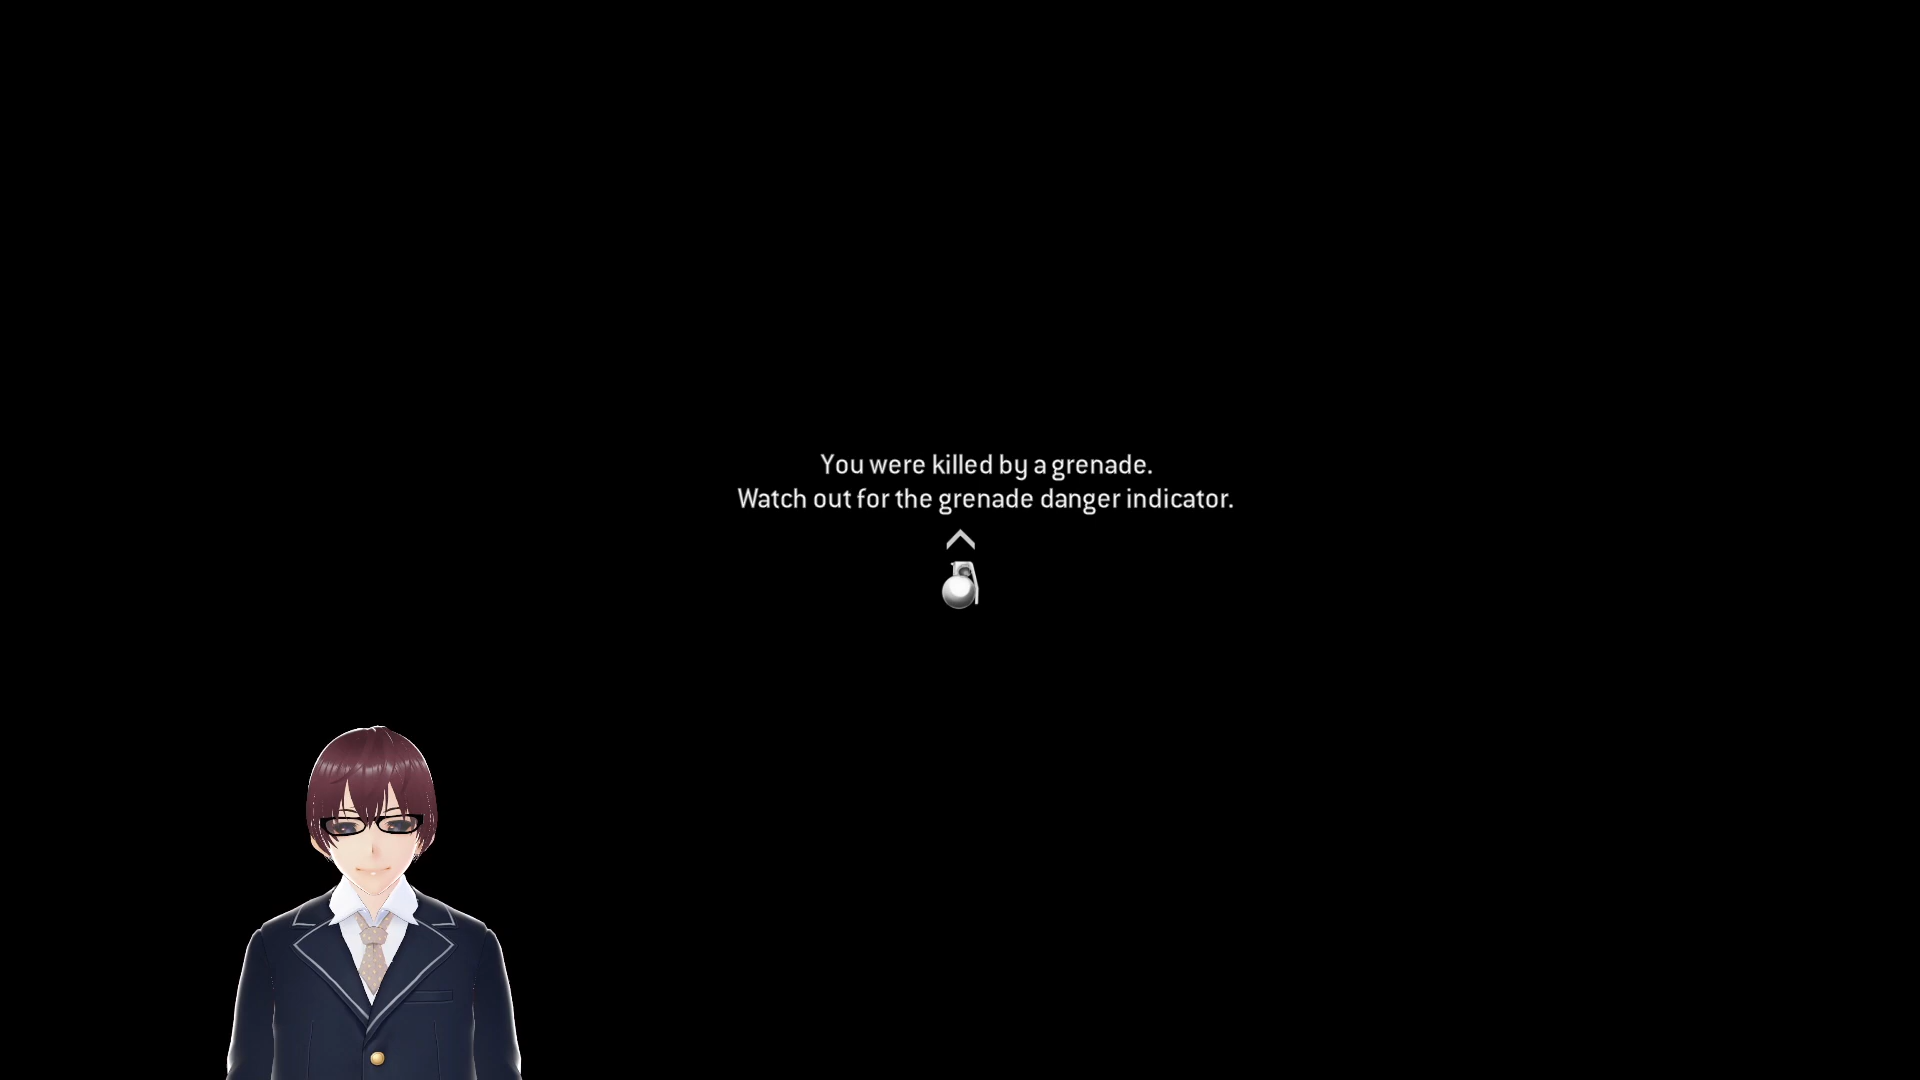 You were killed by a grenade.
Watch out for the grenade danger indicator.